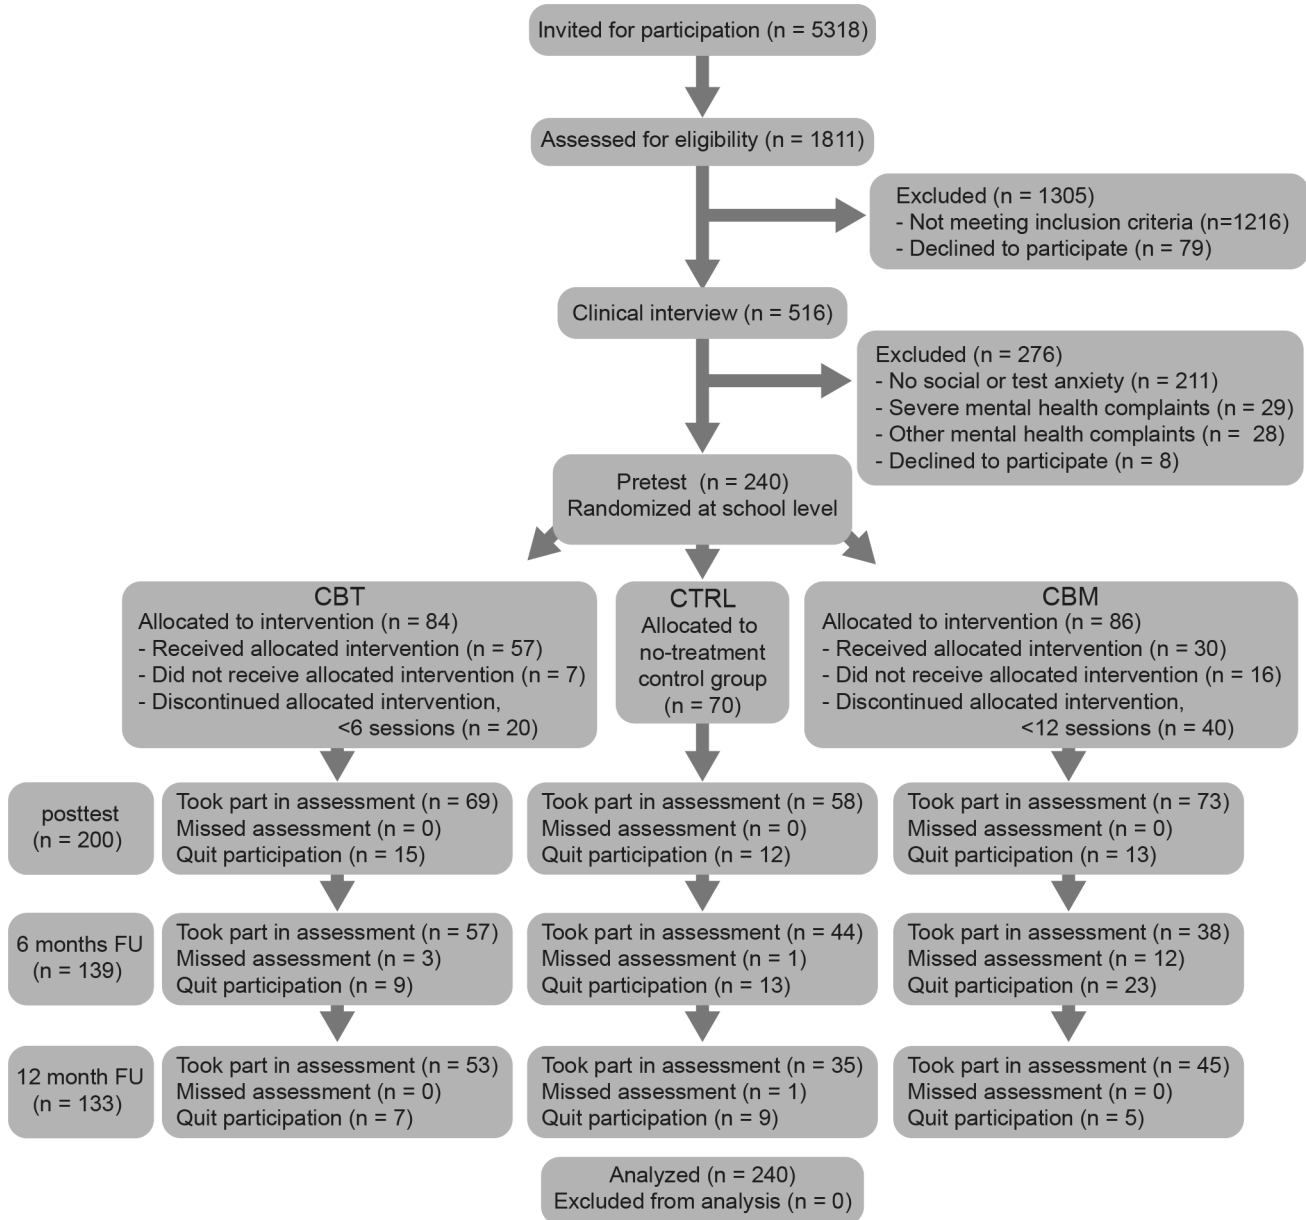 Invited for participation (n = 5318)
Assessed for eligibility (n = 1811)
Excluded (n = 1305)
- Not meeting inclusion criteria (n=1216)
- Declined to participate (n = 79)
Clinical interview (n = 516)
Excluded (n = 276)
- No social or test anxiety (n = 211)
- Severe mental health complaints (n = 29)
- Other mental health complaints (n =  28)
- Declined to participate (n = 8)
Pretest  (n = 240)
Randomized at school level
CBT
Allocated to intervention (n = 84)
- Received allocated intervention (n = 57)
- Did not receive allocated intervention (n = 7)
- Discontinued allocated intervention,
<6 sessions (n = 20)
CTRL
Allocated to
no-treatment
control group
(n = 70)
CBM
Allocated to intervention (n = 86)
- Received allocated intervention (n = 30)
- Did not receive allocated intervention (n = 16)
- Discontinued allocated intervention,
<12 sessions (n = 40)
posttest
(n = 200)
Took part in assessment (n = 69)
Missed assessment (n = 0)
Quit participation (n = 15)
Took part in assessment (n = 58)
Missed assessment (n = 0)
Quit participation (n = 12)
Took part in assessment (n = 73)
Missed assessment (n = 0)
Quit participation (n = 13)
6 months FU
(n = 139)
Took part in assessment (n = 57)
Missed assessment (n = 3)
Quit participation (n = 9)
Took part in assessment (n = 44)
Missed assessment (n = 1)
Quit participation (n = 13)
Took part in assessment (n = 38)
Missed assessment (n = 12)
Quit participation (n = 23)
12 month FU
(n = 133)
Took part in assessment (n = 53)
Missed assessment (n = 0)
Quit participation (n = 7)
Took part in assessment (n = 35)
Missed assessment (n = 1)
Quit participation (n = 9)
Took part in assessment (n = 45)
Missed assessment (n = 0)
Quit participation (n = 5)
Analyzed (n = 240)
Excluded from analysis (n = 0)